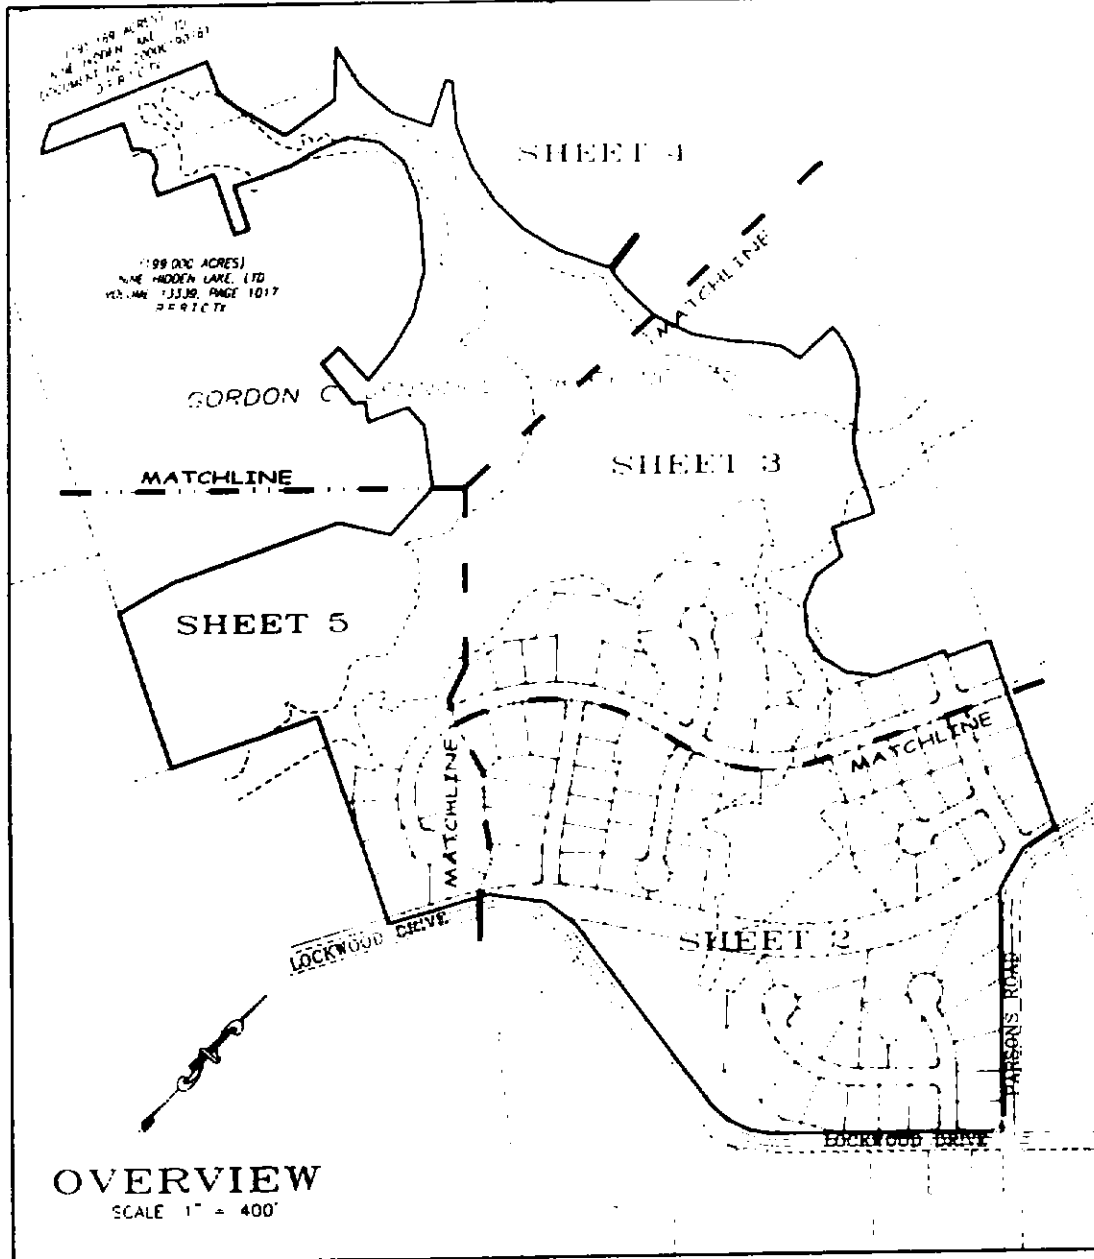 SHEET 4
MATCHLINE
(199.000 ACRES)
NNE HIDDEN LAKE, LTD
VOLUME 13339, PAGE 1017
GORDON C
MATCHLINE
SHEET 3
SHEET 5
MATCHLINE
MATCHLINE
LOCKWOOD DRIVE
SHEET 2
PARSONS ROAD
LOCKWOOD DRIVE
OVERVIEW
SCALE 1" = 400'